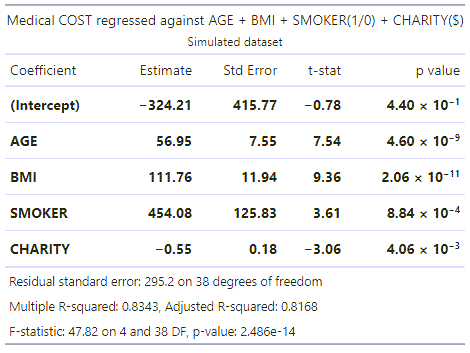 Medical COST regressed against AGE + BMI + SMOKER(1/0) + CHARITY($)
Simulated dataset
Coefficient Estimate Std Error t-stat p value
(Intercept) −324.21 415.77 −0.78 4.40 × 10⁻¹
AGE 56.95 7.55 7.54 4.60 × 10⁻⁹
BMI 111.76 11.94 9.36 2.06 × 10⁻¹¹
SMOKER 454.08 125.83 3.61 8.84 × 10⁻⁴
CHARITY −0.55 0.18 −3.06 4.06 × 10⁻³
Residual standard error: 295.2 on 38 degrees of freedom
Multiple R-squared: 0.8343, Adjusted R-squared: 0.8168
F-statistic: 47.82 on 4 and 38 DF, p-value: 2.486e-14